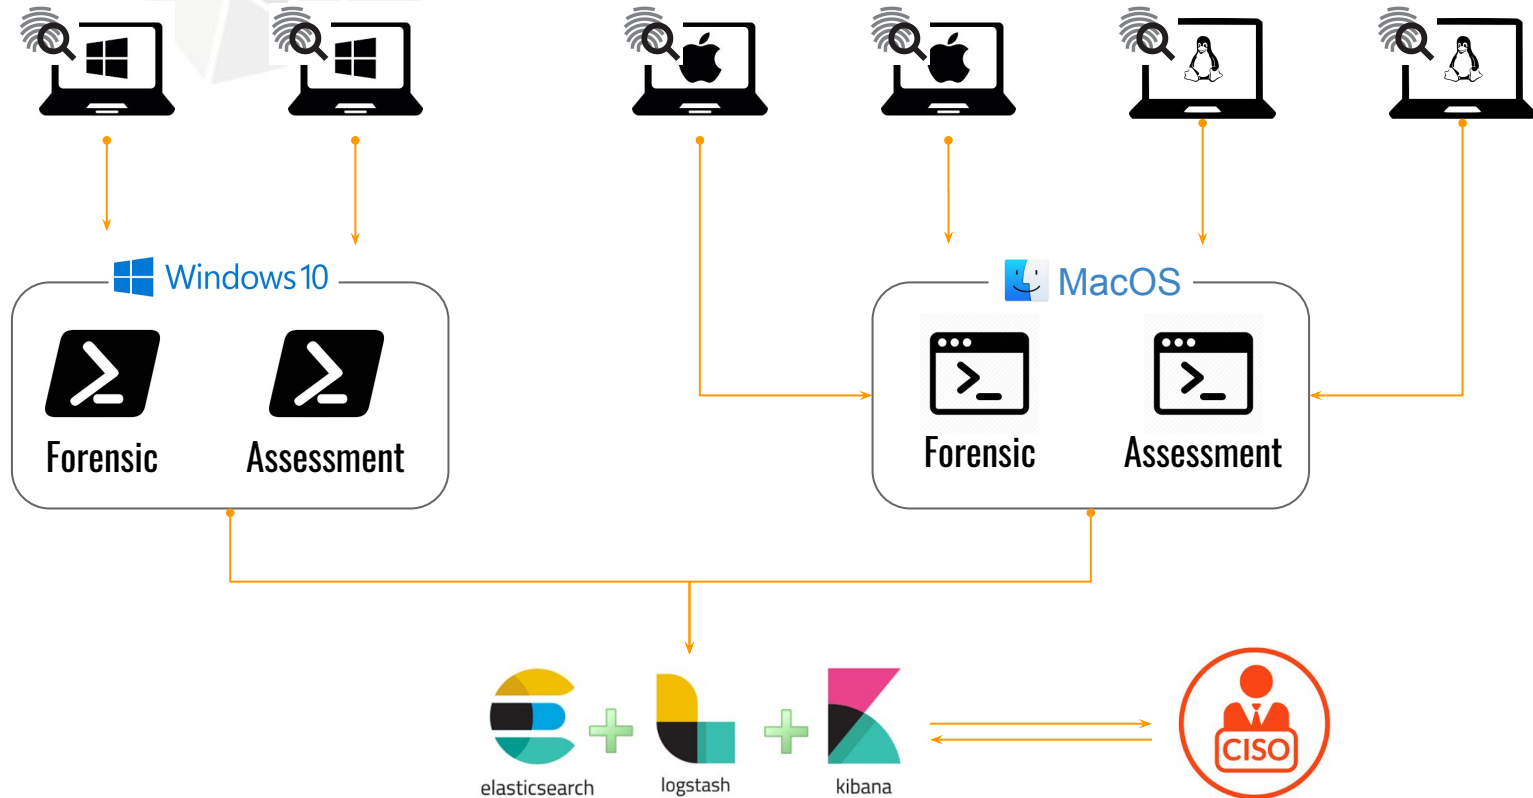 Windows 10
MacOS
Forensic
Assessment
Forensic
Assessment
elasticsearch
logstash
kibana
CISO